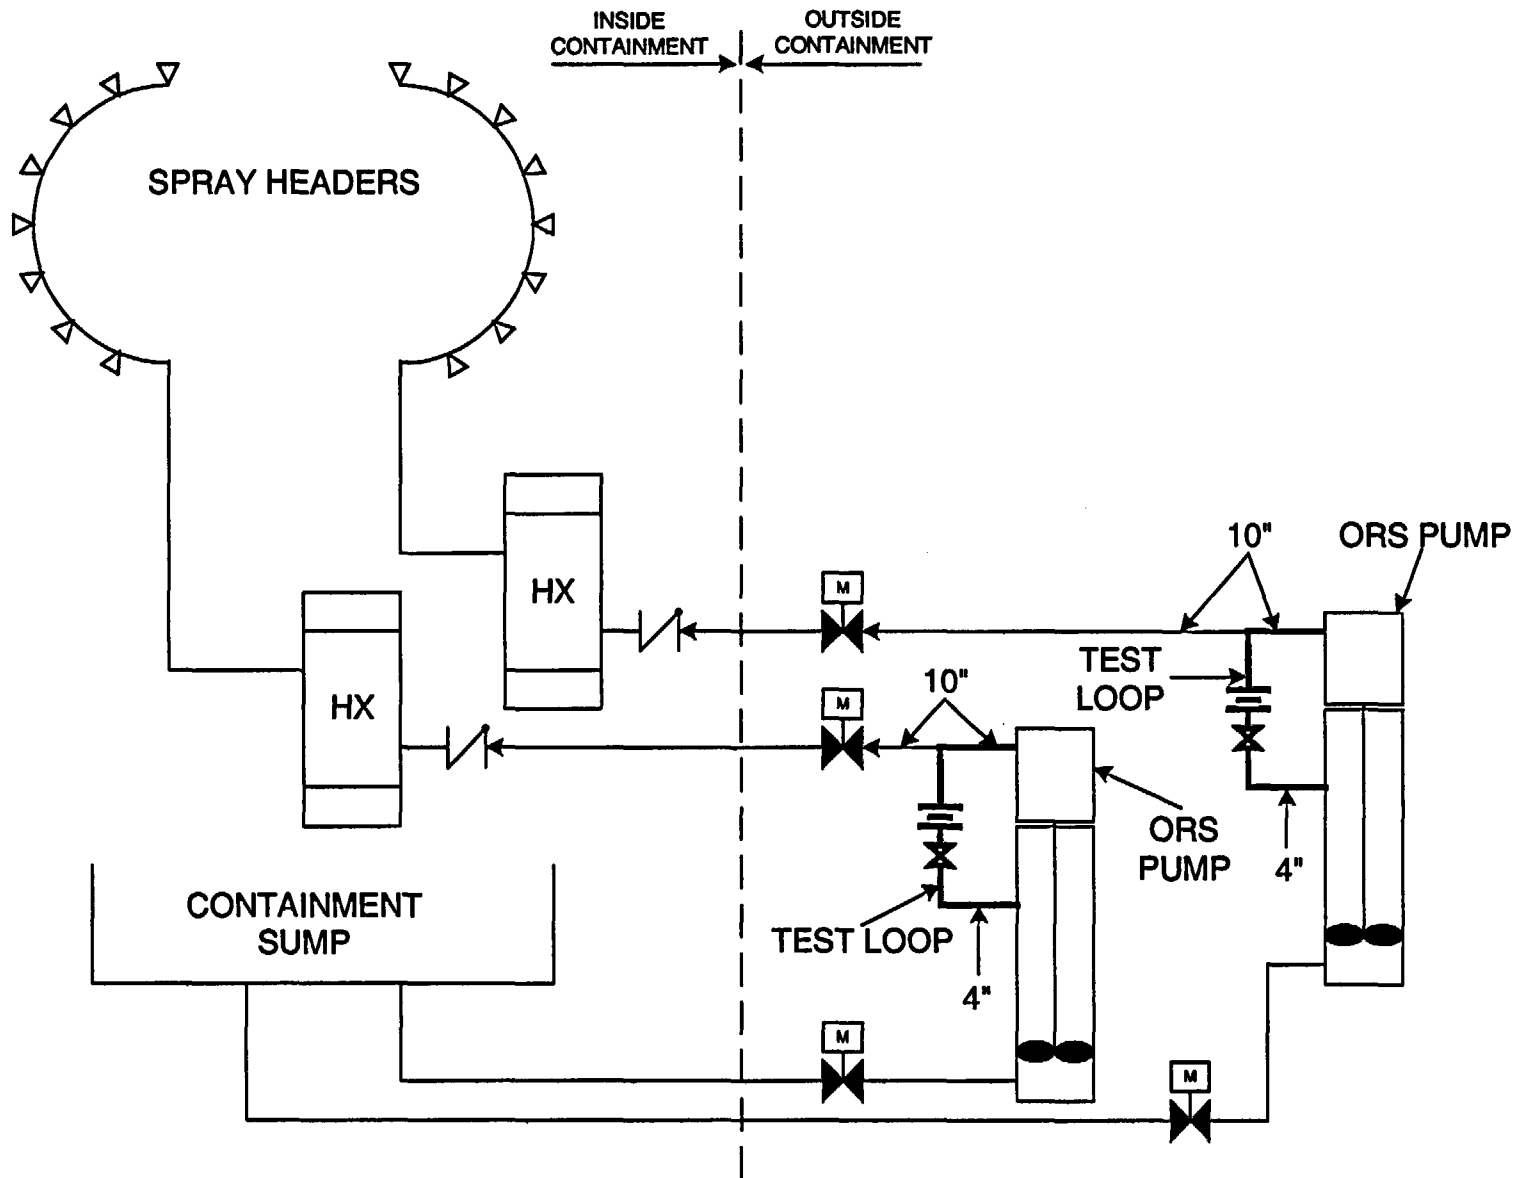 INSIDE
CONTAINMENT
OUTSIDE
CONTAINMENT
SPRAY HEADERS
10"
ORS PUMP
HX
M
TEST
LOOP
10"
M
HX
4"
ORS
PUMP
CONTAINMENT
SUMP
TEST LOOP
4"
M
M